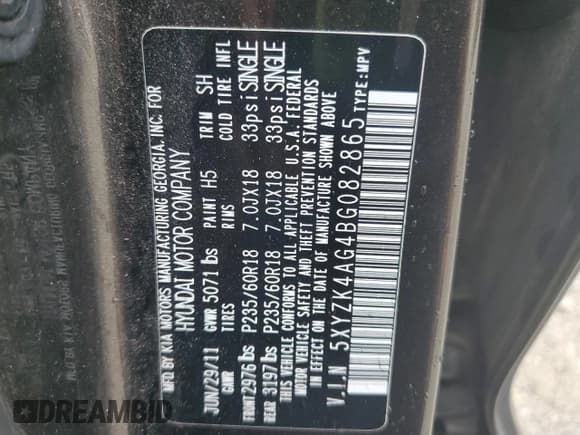 MFD BY KIA MOTORS MANUFACTURING GEORGIA, INC. FOR
HYUNDAI MOTOR COMPANY
JUN/29/11 GVWR 5071 lbs PAINT H5 TRIM SH
GAWR TIRES RIMS COLD TIRE INFL
FRONT 2976 lbs P235/60R18 7.0JX18 33psi SINGLE
REAR 3197 lbs P235/60R18 7.0JX18 33psi SINGLE
THIS VEHICLE CONFORMS TO ALL APPLICABLE U.S.A. FEDERAL
MOTOR VEHICLE SAFETY AND THEFT PREVENTION STANDARDS
IN EFFECT ON THE DATE OF MANUFACTURE SHOWN ABOVE
V.I.N 5XYZK4AG4BG082865 TYPE:MPV
DREAMBID